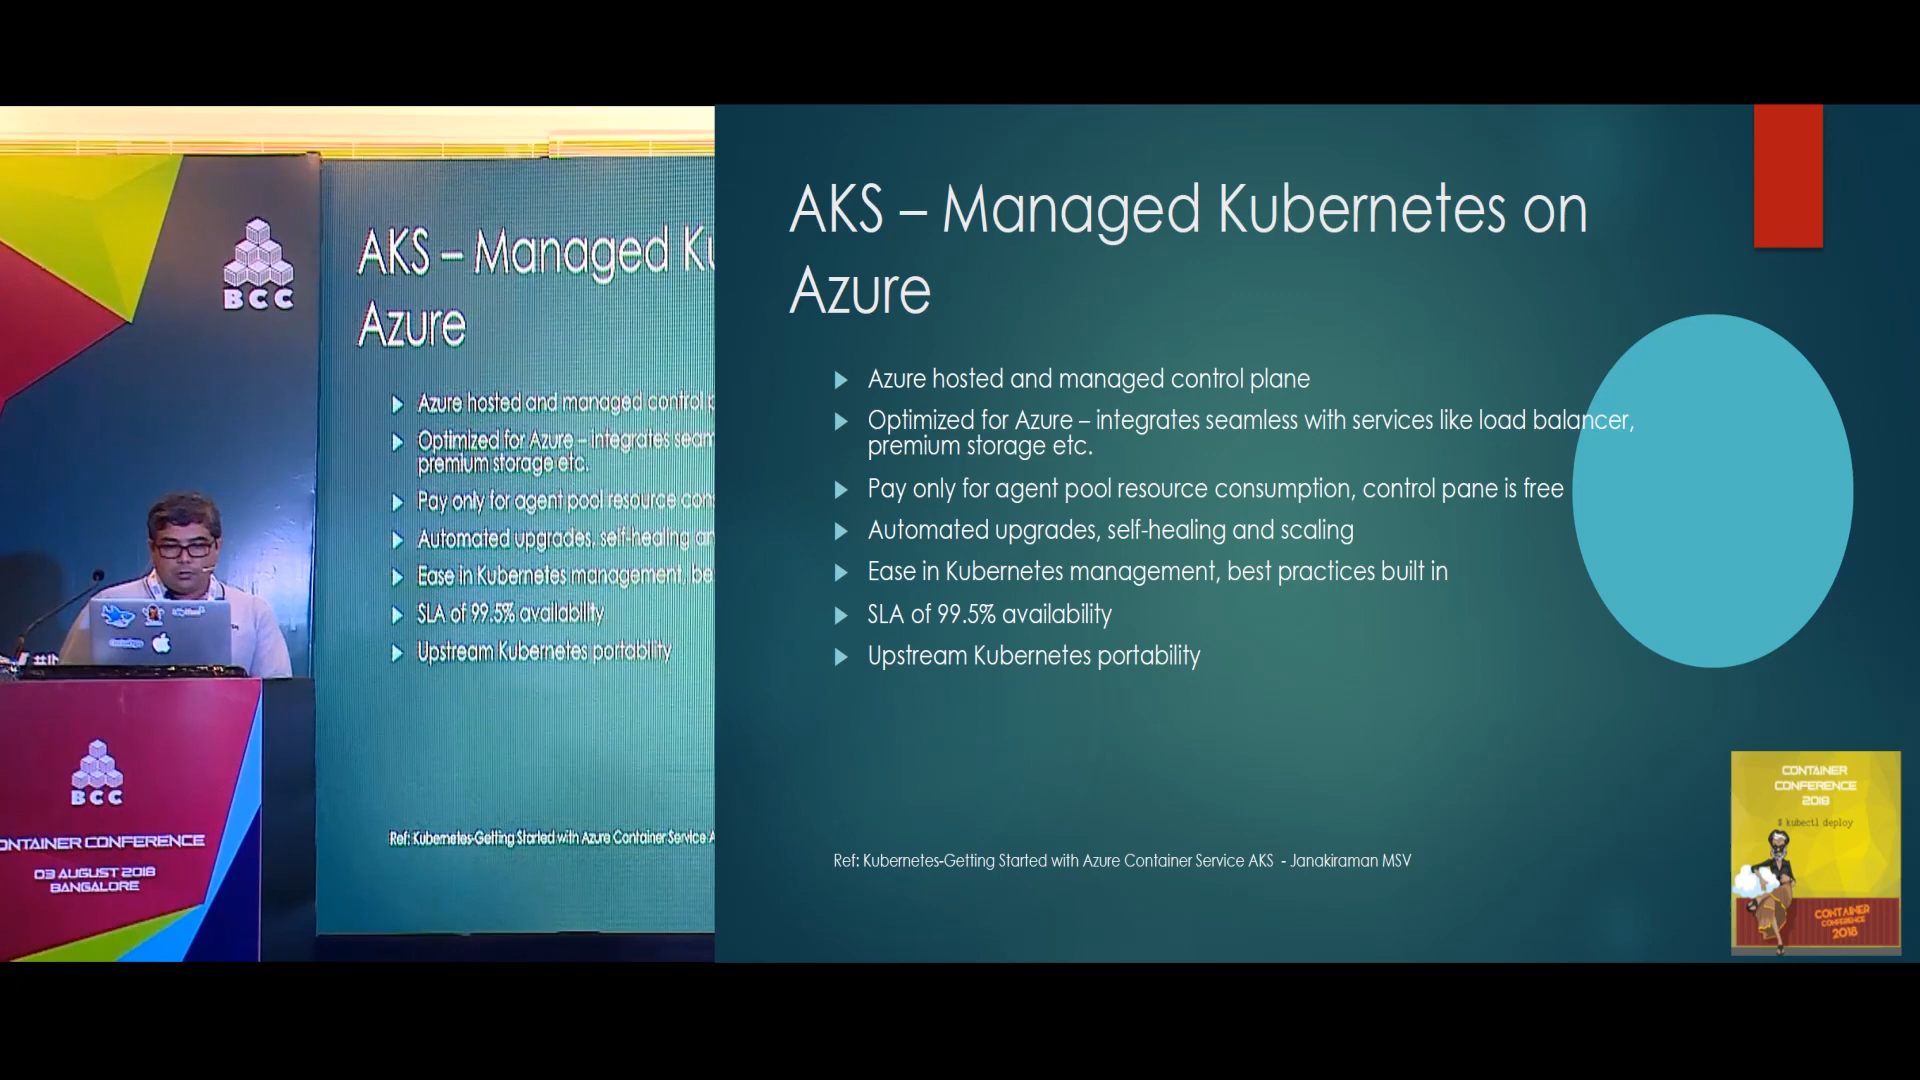 BCC
AKS – Managed
Azure
Azure hosted and managed control
Optimized for Azure – integrates
premium storage etc.
Pay only for agent pool resource
Automated upgrades, self-healing
Ease in Kubernetes management,
SLA of 99.5% availability
Upstream Kubernetes portability
Ref: Kubernetes-Getting Started with Azure Container Service
BCC
ONTAINER CONFERENCE
03 AUGUST 2018
BANGALORE
AKS – Managed Kubernetes on
Azure
Azure hosted and managed control plane
Optimized for Azure – integrates seamless with services like load balancer,
premium storage etc.
Pay only for agent pool resource consumption, control pane is free
Automated upgrades, self-healing and scaling
Ease in Kubernetes management, best practices built in
SLA of 99.5% availability
Upstream Kubernetes portability
Ref: Kubernetes-Getting Started with Azure Container Service AKS - Janakiraman MSV
CONTAINER
CONFERENCE
2018
$ kubectl deploy
CONTAINER
CONFERENCE
2018